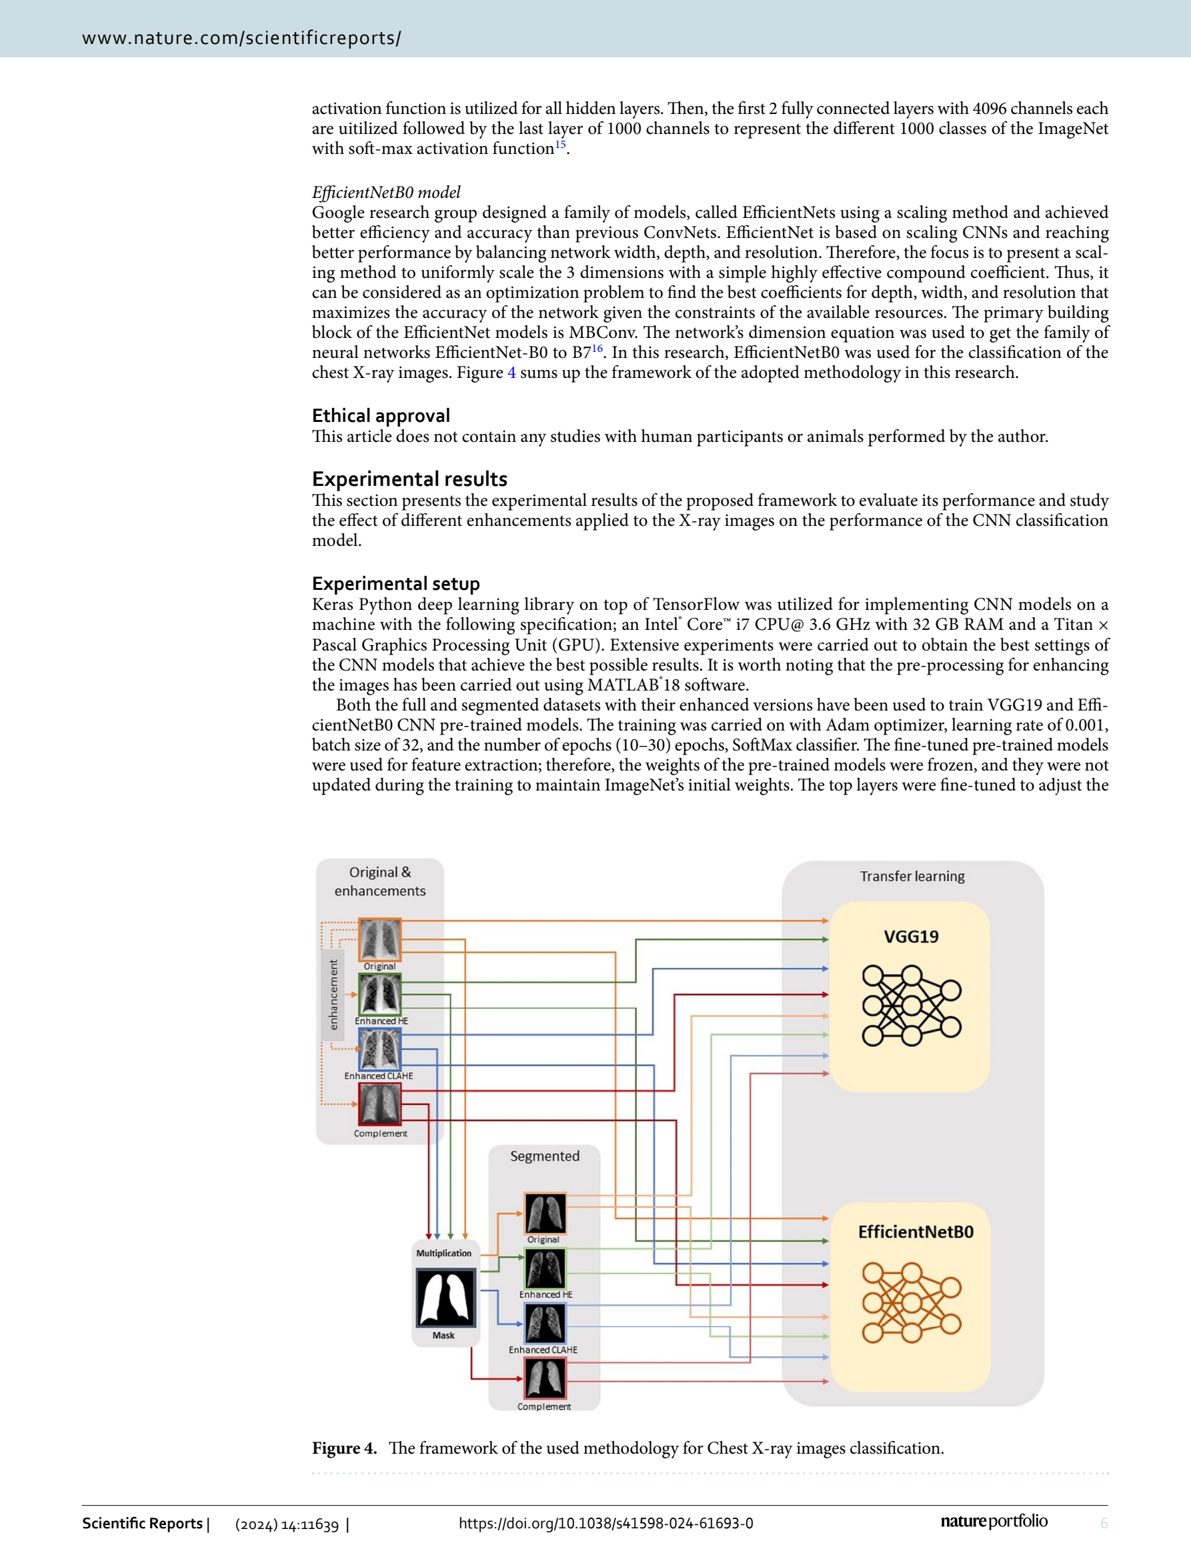 www.nature.com/scientificreports/
activation function is utilized for all hidden layers. Then, the first 2 fully connected layers with 4096 channels each
are uitilized followed by the last layer of 1000 channels to represent the different 1000 classes of the ImageNet
with soft-max activation function15.
EfficientNetB0 model
Google research group designed a family of models, called EfficientNets using a scaling method and achieved
better efficiency and accuracy than previous ConvNets. EfficientNet is based on scaling CNNs and reaching
better performance by balancing network width, depth, and resolution. Therefore, the focus is to present a scal-
ing method to uniformly scale the 3 dimensions with a simple highly effective compound coefficient. Thus, it
can be considered as an optimization problem to find the best coefficients for depth, width, and resolution that
maximizes the accuracy of the network given the constraints of the available resources. The primary building
block of the EfficientNet models is MBConv. The network's dimension equation was used to get the family of
neural networks EfficientNet-B0 to B716. In this research, EfficientNetB0 was used for the classification of the
chest X-ray images. Figure 4 sums up the framework of the adopted methodology in this research.
Ethical approval
This article does not contain any studies with human participants or animals performed by the author.
Experimental results
This section presents the experimental results of the proposed framework to evaluate its performance and study
the effect of different enhancements applied to the X-ray images on the performance of the CNN classification
model.
Experimental setup
Keras Python deep learning library on top of TensorFlow was utilized for implementing CNN models on a
machine with the following specification; an Intel® Core™ i7 CPU@ 3.6 GHz with 32 GB RAM and a Titan ×
Pascal Graphics Processing Unit (GPU). Extensive experiments were carried out to obtain the best settings of
the CNN models that achieve the best possible results. It is worth noting that the pre-processing for enhancing
the images has been carried out using MATLAB®18 software.
Both the full and segmented datasets with their enhanced versions have been used to train VGG19 and Effi-
cientNetB0 CNN pre-trained models. The training was carried on with Adam optimizer, learning rate of 0.001,
batch size of 32, and the number of epochs (10–30) epochs, SoftMax classifier. The fine-tuned pre-trained models
were used for feature extraction; therefore, the weights of the pre-trained models were frozen, and they were not
updated during the training to maintain ImageNet's initial weights. The top layers were fine-tuned to adjust the
Original &
enhancements
enhancement
Original
Enhanced HE
Enhanced CLAHE
Complement
Multiplication
Mask
Segmented
Original
Enhanced HE
Enhanced CLAHE
Complement
Transfer learning
VGG19
EfficientNetB0
Figure 4. The framework of the used methodology for Chest X-ray images classification.
Scientific Reports | (2024) 14:11639 | https://doi.org/10.1038/s41598-024-61693-0 natureportfolio 6